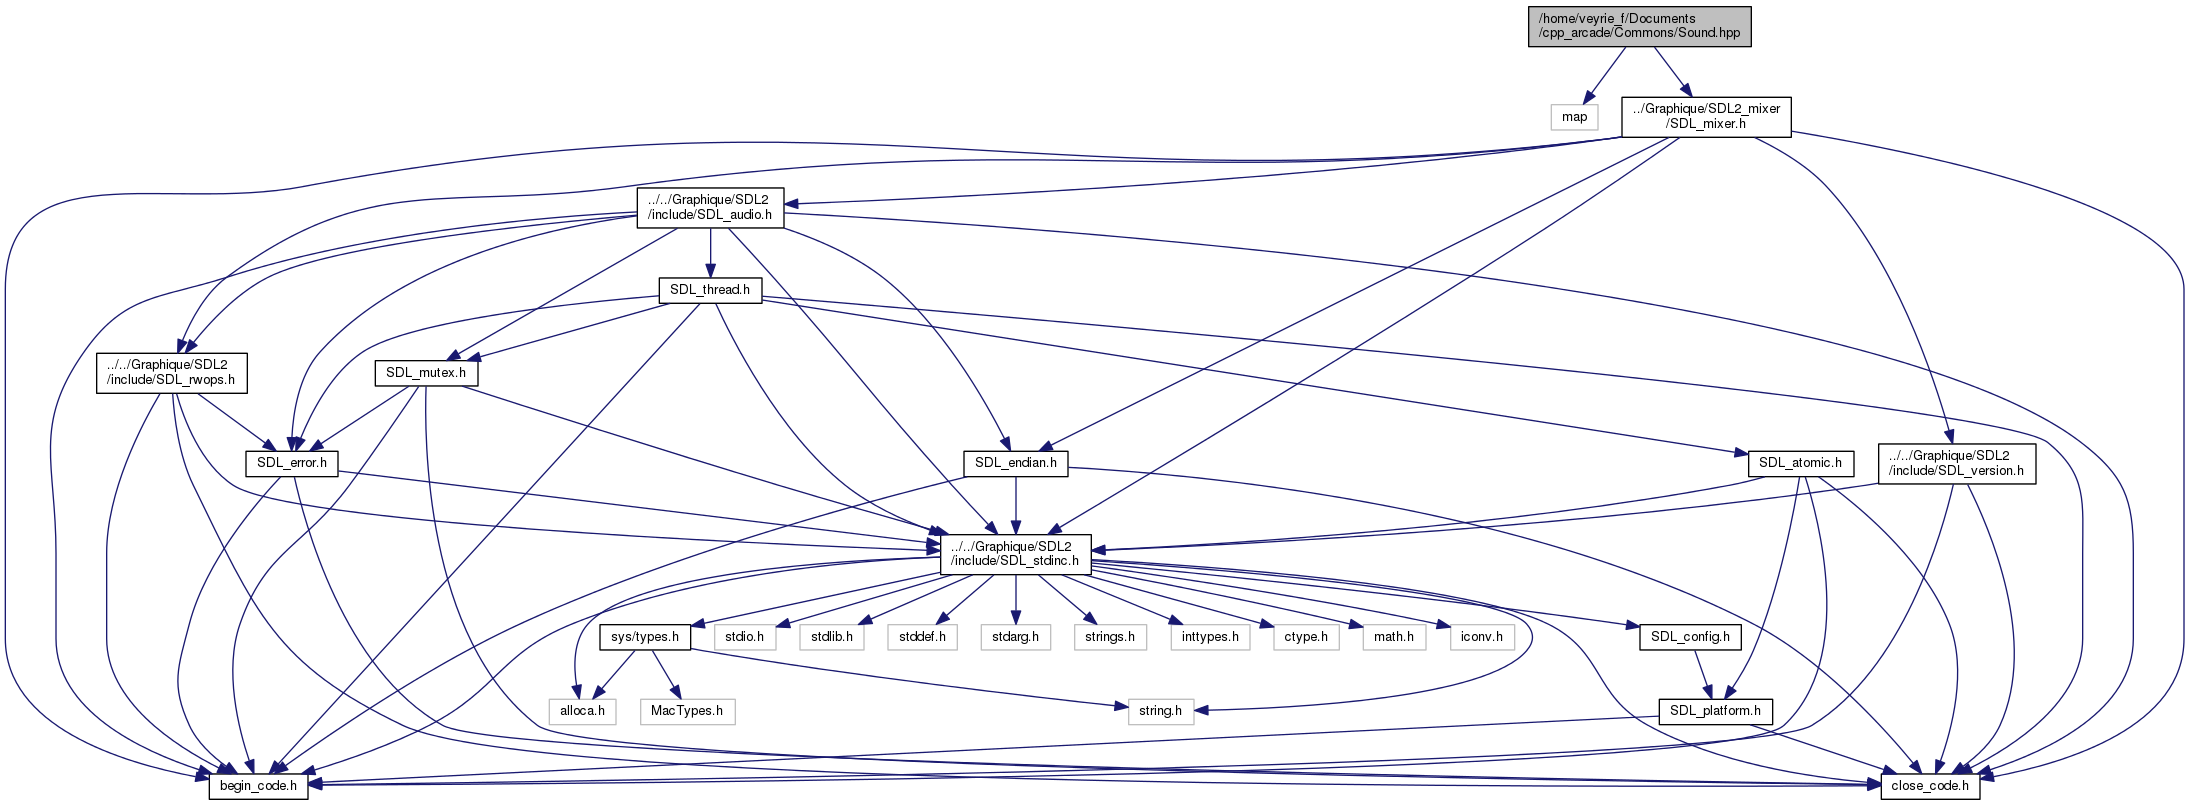 /home/veyrie_f/Documents
/cpp_arcade/Commons/Sound.hpp
map
../Graphique/SDL2_mixer
/SDL_mixer.h
../../Graphique/SDL2
/include/SDL_audio.h
SDL_thread.h
../../Graphique/SDL2
/include/SDL_rwops.h
SDL_mutex.h
SDL_error.h
SDL_endian.h
SDL_atomic.h
../../Graphique/SDL2
/include/SDL_version.h
../../Graphique/SDL2
/include/SDL_stdinc.h
sys/types.h
stdio.h
stdlib.h
stddef.h
stdarg.h
strings.h
inttypes.h
ctype.h
math.h
iconv.h
SDL_config.h
alloca.h
MacTypes.h
string.h
SDL_platform.h
begin_code.h
close_code.h